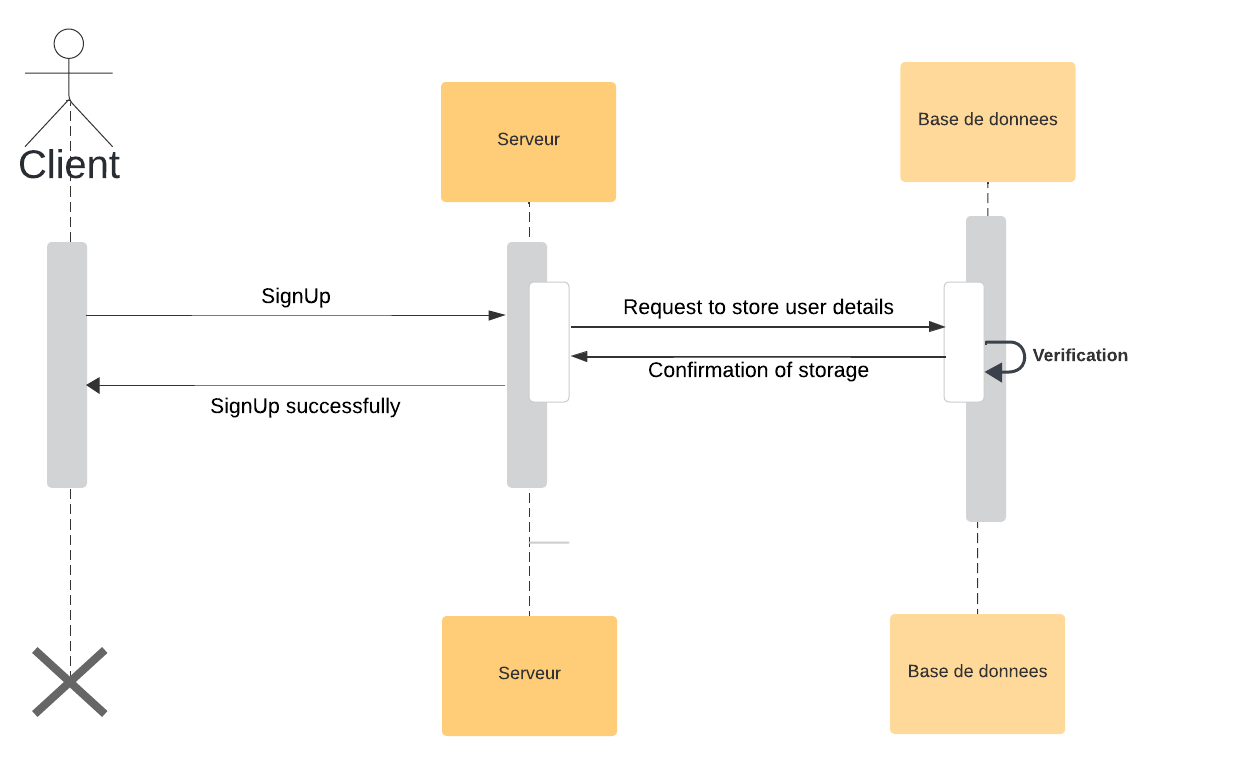 Client
Serveur
Base de donnees
SignUp
Request to store user details
Verification
Confirmation of storage
SignUp successfully
Serveur
Base de donnees